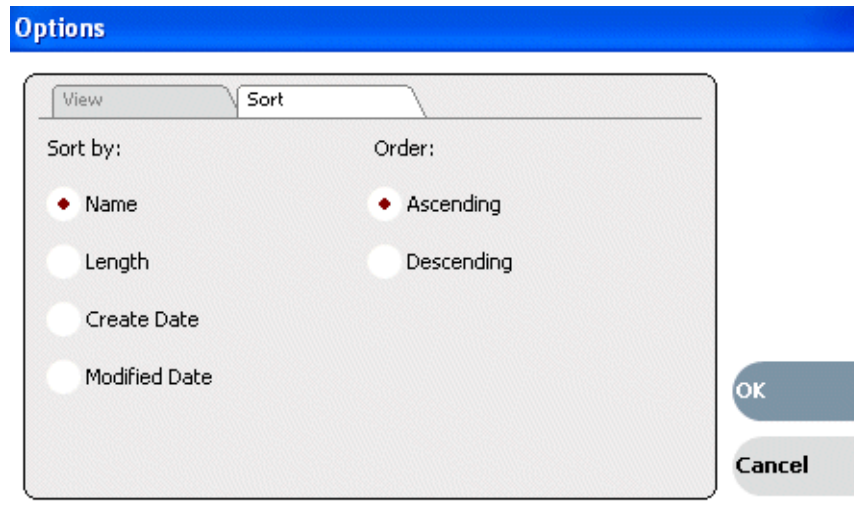 Options
View Sort
Sort by: Order:
Name Ascending
Length Descending
Create Date
Modified Date
OK
Cancel